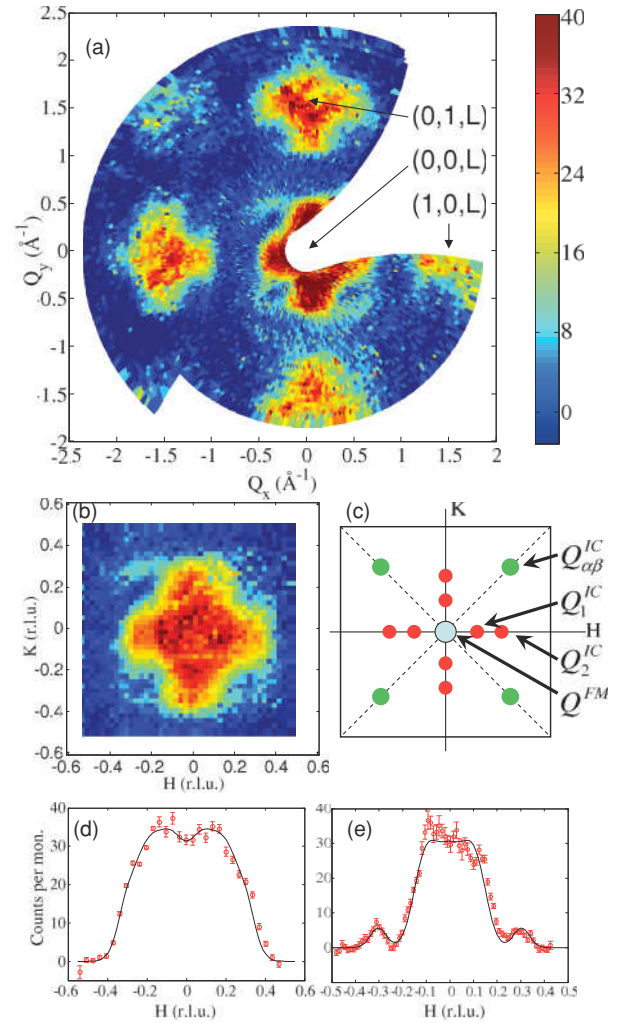 (a)
2.5
2
1.5
1
0.5
0
-0.5
-1
1.5
-2
-2.5 -2 -1.5 -1 -0.5 0 0.5 1 1.5 2
Q_y (Å^-1)
Q_x (Å^-1)
(0,1,L)
(0,0,L)
(1,0,L)
40
32
24
16
8
0
(b)
0.6
0.4
0.2
0
-0.2
-0.4
-0.6
-0.6 -0.4 -0.2 0 0.2 0.4 0.6
K (r.l.u.)
H (r.l.u.)
(c)
K
H
Q_αβ^IC
Q_1^IC
Q_2^IC
Q^FM
(d)
40
30
20
10
0
-0.6 -0.4 -0.2 0 0.2 0.4 0.6
Counts per mon.
H (r.l.u.)
(e)
40
30
20
10
0
-0.5 -0.4 -0.3 -0.2 -0.1 0 0.1 0.2 0.3 0.4 0.5
H (r.l.u.)